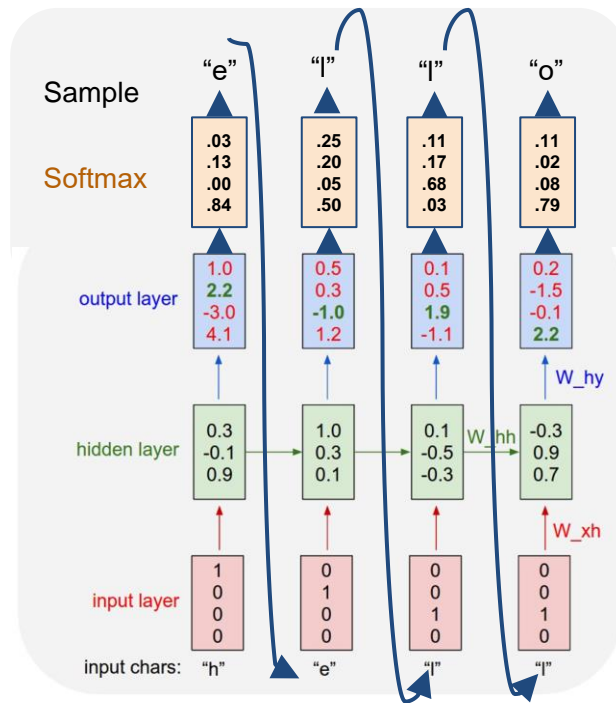 “e” “l” “l” “o”
Sample
.03 .25 .11 .11
.13 .20 .17 .02
.00 .05 .68 .08
.84 .50 .03 .79
Softmax
1.0 0.5 0.1 0.2
2.2 0.3 0.5 -1.5
-3.0 -1.0 1.9 -0.1
4.1 1.2 -1.1 2.2
output layer
W_hy
0.3 1.0 0.1 -0.3
-0.1 0.3 -0.5 0.9
0.9 0.1 -0.3 0.7
hidden layer
W_hh
W_xh
1 0 0 0
0 1 0 0
0 0 1 1
0 0 0 0
input layer
input chars: “h” “e” “l” “l”